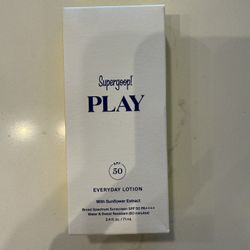 Supergoop!
PLAY
SPF
50
EVERYDAY LOTION
With Sunflower Extract
Broad Spectrum Sunscreen SPF 50 PA++++
Water & Sweat Resistant (80 minutes)
2.4 fl. oz. / 71 mL